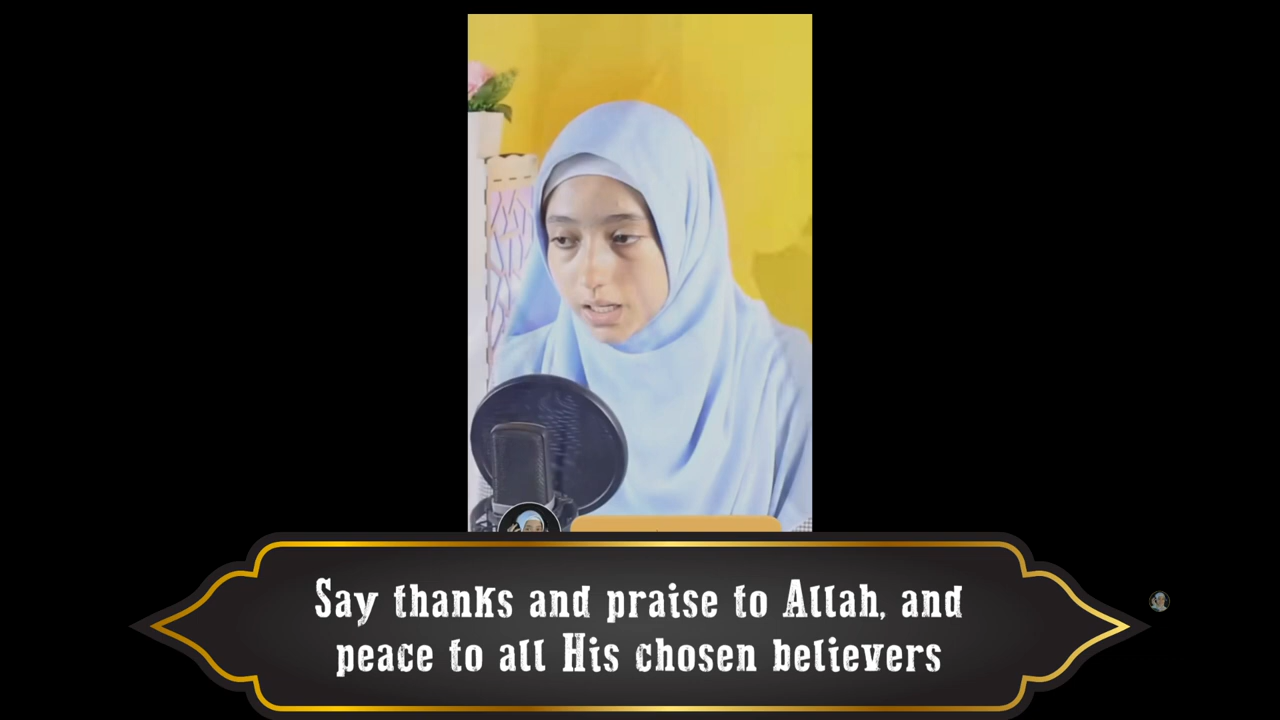 Say thanks and praise to Allah, and
peace to all His chosen believers